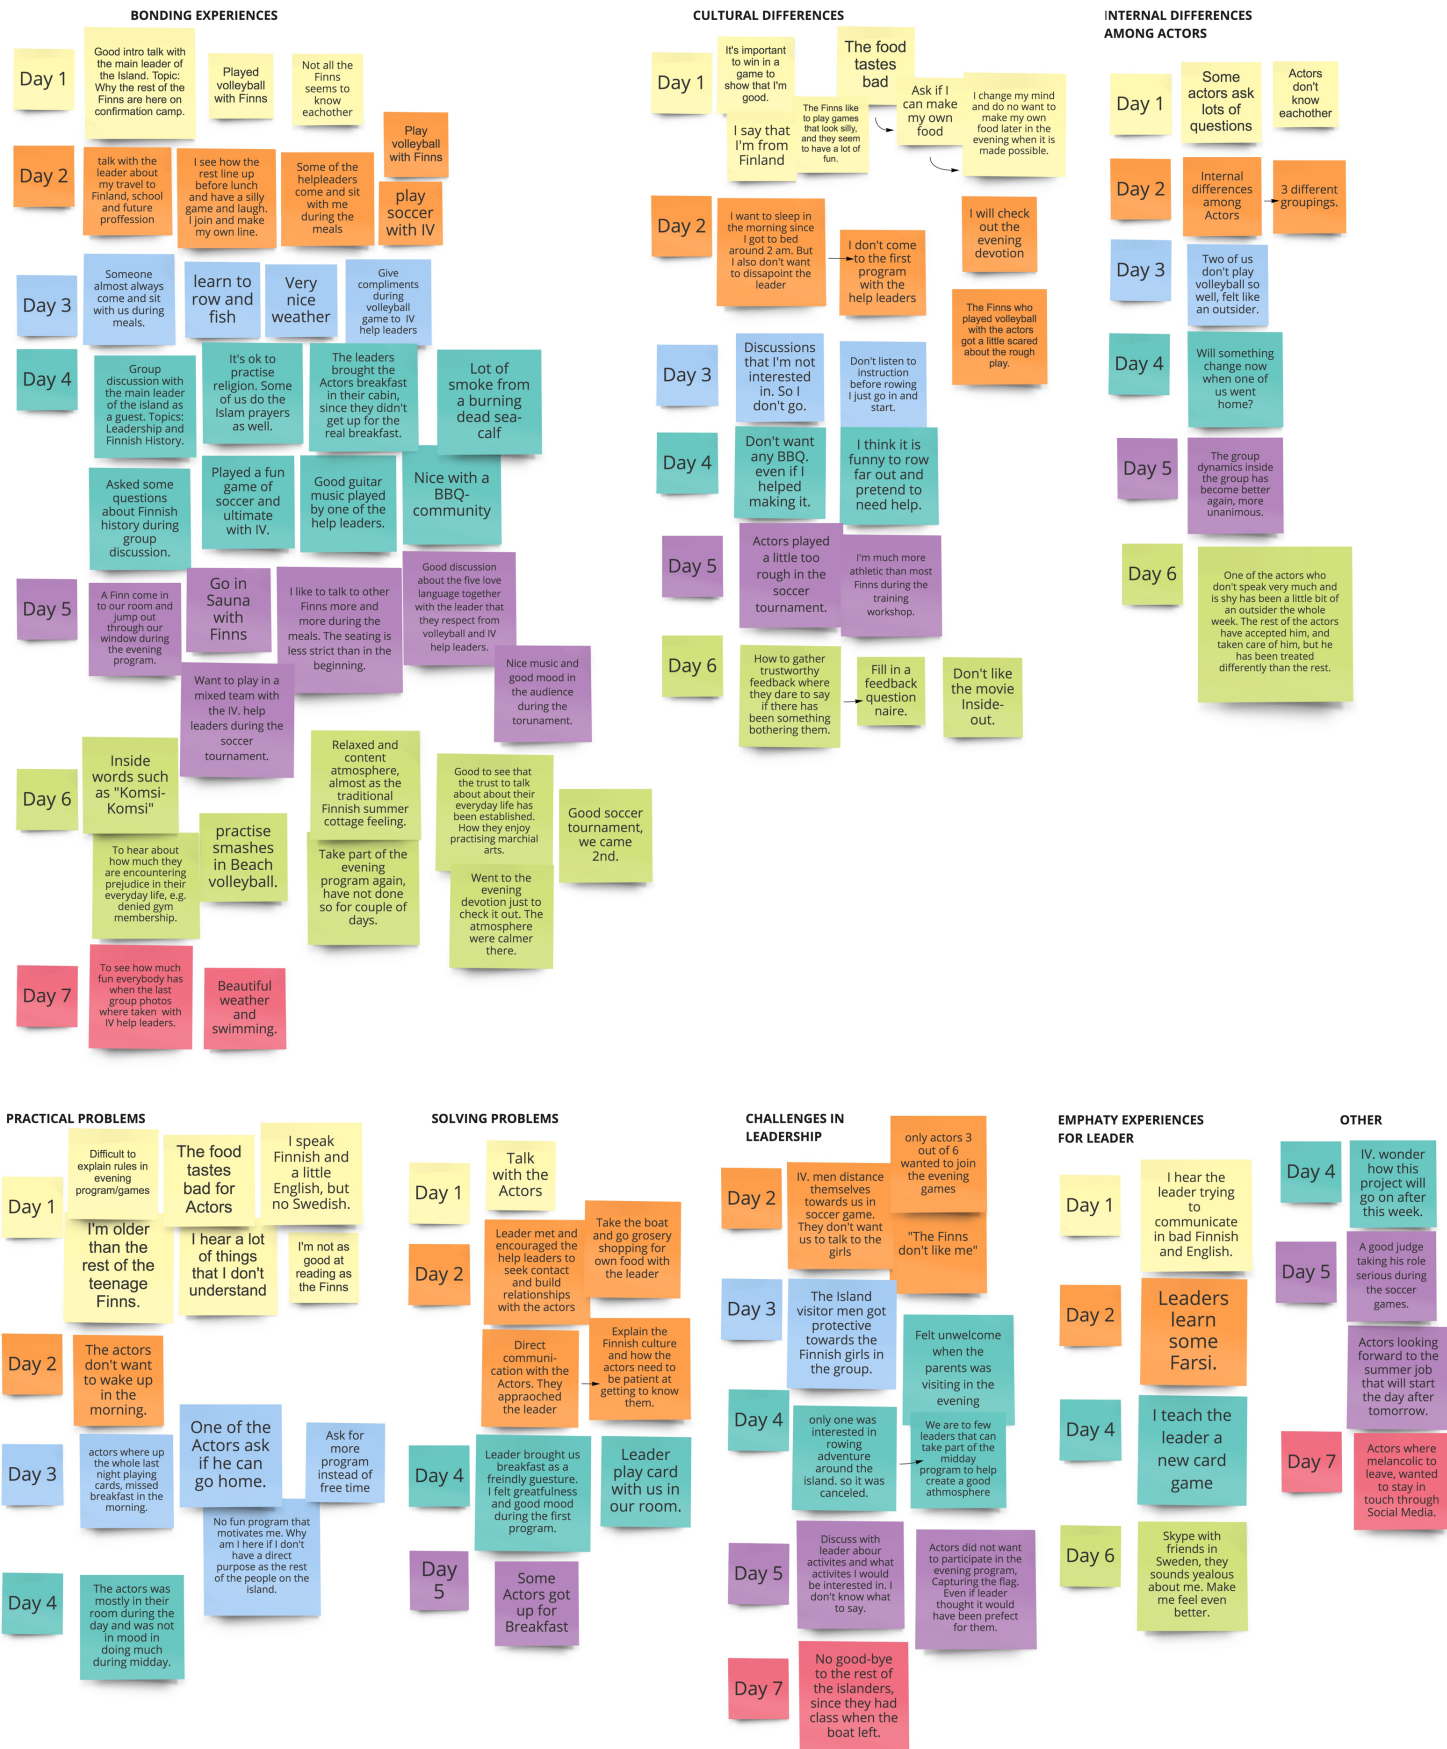 BONDING EXPERIENCES
Day 1
Good intro talk with
the main leader of
the Island. Topic:
Why the rest of the
Finns are here on
confirmation camp.
Played
volleyball
with Finns
Not all the
Finns
seems to
know
eachother
Day 2
talk with the
leader about
my travel to
Finland, school
and future
proffession
I see how the
rest line up
before lunch
and have a silly
game and laugh.
I join and make
my own line.
Some of the
helpleaders
come and sit
with me
during the
meals
Play
volleyball
with Finns
play
soccer
with IV
Day 3
Someone
almost always
come and sit
with us during
meals.
learn to
row and
fish
Very
nice
weather
Give
compliments
during
volleyball
game to IV
help leaders
Day 4
Group
discussion with
the main leader
of the island as
a guest. Topics:
Leadership and
Finnish History.
It's ok to
practise
religion. Some
of us do the
Islam prayers
as well.
The leaders
brought the
Actors breakfast
in their cabin,
since they didn't
get up for the
real breakfast.
Lot of
smoke from
a burning
dead sea-
calf
Asked some
questions
about Finnish
history during
group
discussion.
Played a fun
game of
soccer and
ultimate
with IV.
Good guitar
music played
by one of the
help leaders.
Nice with a
BBQ-
community
Day 5
A Finn come in
to our room and
jump out
through our
window during
the evening
program.
Go in
Sauna
with
Finns
I like to talk to other
Finns more and
more during the
meals. The seating is
less strict than in the
beginning.
Good discussion
about the five love
language together
with the leader that
they respect from
volleyball and IV
help leaders.
Nice music and
good mood in
the audience
during the
torunament.
Want to play in a
mixed team with
the IV. help
leaders during the
soccer
tournament.
Day 6
Inside
words such
as "Komsi-
Komsi"
To hear about
how much they
are encountering
prejudice in their
everyday life, e.g.
denied gym
membership.
practise
smashes
in Beach
volleyball.
Relaxed and
content
atmosphere,
almost as the
traditional
Finnish summer
cottage feeling.
Take part of the
evening
program again,
have not done
so for couple of
days.
Good to see that
the trust to talk
about about their
everyday life has
been established.
How they enjoy
practising marchial
arts.
Went to the
evening
devotion just to
check it out. The
atmosphere
were calmer
there.
Good soccer
tournament,
we came
2nd.
Day 7
To see how much
fun everybody has
when the last
group photos
where taken with
IV help leaders.
Beautiful
weather
and
swimming.
CULTURAL DIFFERENCES
Day 1
It's important
to win in a
game to
show that I'm
good.
I say that
I'm from
Finland
The Finns like
to play games
that look silly,
and they seem
to have a lot of
fun.
The food
tastes
bad
Ask if I
can make
my own
food
I change my mind
and do no want to
make my own
food later in the
evening when it is
made possible.
Day 2
I want to sleep in
the morning since
I got to bed
around 2 am. But
I also don't want
to dissapoint the
leader
I don't come
to the first
program
with the
help leaders
I will check
out the
evening
devotion
The Finns who
played volleyball
with the actors
got a little scared
about the rough
play.
Day 3
Discussions
that I'm not
interested
in. So I
don't go.
Don't listen to
instruction
before rowing
I just go in and
start.
Day 4
Don't want
any BBQ.
even if I
helped
making it.
I think it is
funny to row
far out and
pretend to
need help.
Day 5
Actors played
a little too
rough in the
soccer
tournament.
I'm much more
athletic than most
Finns during the
training
workshop.
Day 6
How to gather
trustworthy
feedback where
they dare to say
if there has
been something
bothering them.
Fill in a
feedback
question
naire.
Don't like
the movie
Inside-
out.
INTERNAL DIFFERENCES
AMONG ACTORS
Day 1
Some
actors ask
lots of
questions
Actors
don't
know
eachother
Day 2
Internal
differences
among
Actors
3 different
groupings.
Day 3
Two of us
don't play
volleyball so
well, felt like
an outsider.
Day 4
Will something
change now
when one of
us went
home?
Day 5
The group
dynamics inside
the group has
become better
again, more
unanimous.
Day 6
One of the actors who
don't speak very much and
is shy has been a little bit of
an outsider the whole
week. The rest of the actors
have accepted him, and
taken care of him, but he
has been treated
differently than the rest.
PRACTICAL PROBLEMS
Day 1
Difficult to
explain rules in
evening
program/games
The food
tastes
bad for
Actors
I speak
Finnish and
a little
English, but
no Swedish.
I'm older
than the
rest of the
teenage
Finns.
I hear a lot
of things
that I don't
understand
I'm not as
good at
reading as
the Finns
Day 2
The actors
don't want
to wake up
in the
morning.
Day 3
actors where up
the whole last
night playing
cards, missed
breakfast in the
morning.
One of the
Actors ask
if he can
go home.
Ask for
more
program
instead of
free time
No fun program that
motivates me. Why
am I here if I don't
have a direct
purpose as the rest
of the people on the
island.
Day 4
The actors was
mostly in their
room during the
day and was not
in mood in
doing much
during midday.
SOLVING PROBLEMS
Day 1
Talk
with the
Actors
Day 2
Leader met and
encouraged the
help leaders to
seek contact
and build
relationships
with the actors
Take the boat
and go grosery
shopping for
own food with
the leader
Direct
communi-
cation with the
Actors. They
appraoched
the leader
Explain the
Finnish culture
and how the
actors need to
be patient at
getting to know
them.
Day 4
Leader brought us
breakfast as a
freindly guesture.
I felt greatfulness
and good mood
during the first
program.
Leader
play card
with us in
our room.
Day
5
Some
Actors got
up for
Breakfast
CHALLENGES IN
LEADERSHIP
Day 2
IV. men distance
themselves
towards us in
soccer game.
They don't want
us to talk to the
girls
only actors 3
out of 6
wanted to join
the evening
games
"The Finns
don't like me"
Day 3
The Island
visitor men got
protective
towards the
Finnish girls in
the group.
Day 4
Felt unwelcome
when the
parents was
visiting in the
evening
only one was
interested in
rowing
adventure
around the
island. so it was
canceled.
We are to few
leaders that can
take part of the
midday
program to help
create a good
athmosphere
Day 5
Discuss with
leader abour
activites and what
activites I would
be interested in. I
don't know what
to say.
Actors did not want
to participate in the
evening program,
Capturing the flag.
Even if leader
thought it would
have been prefect
for them.
Day 7
No good-bye
to the rest of
the islanders,
since they had
class when the
boat left.
EMPHATY EXPERIENCES
FOR LEADER
Day 1
I hear the
leader trying
to
communicate
in bad Finnish
and English.
Day 2
Leaders
learn
some
Farsi.
Day 4
I teach the
leader a
new card
game
Day 6
Skype with
friends in
Sweden, they
sounds yealous
about me. Make
me feel even
better.
OTHER
Day 4
IV. wonder
how this
project will
go on after
this week.
Day 5
A good judge
taking his role
serious during
the soccer
games.
Actors looking
forward to the
summer job
that will start
the day after
tomorrow.
Day 7
Actors where
melancolic to
leave, wanted
to stay in
touch through
Social Media.